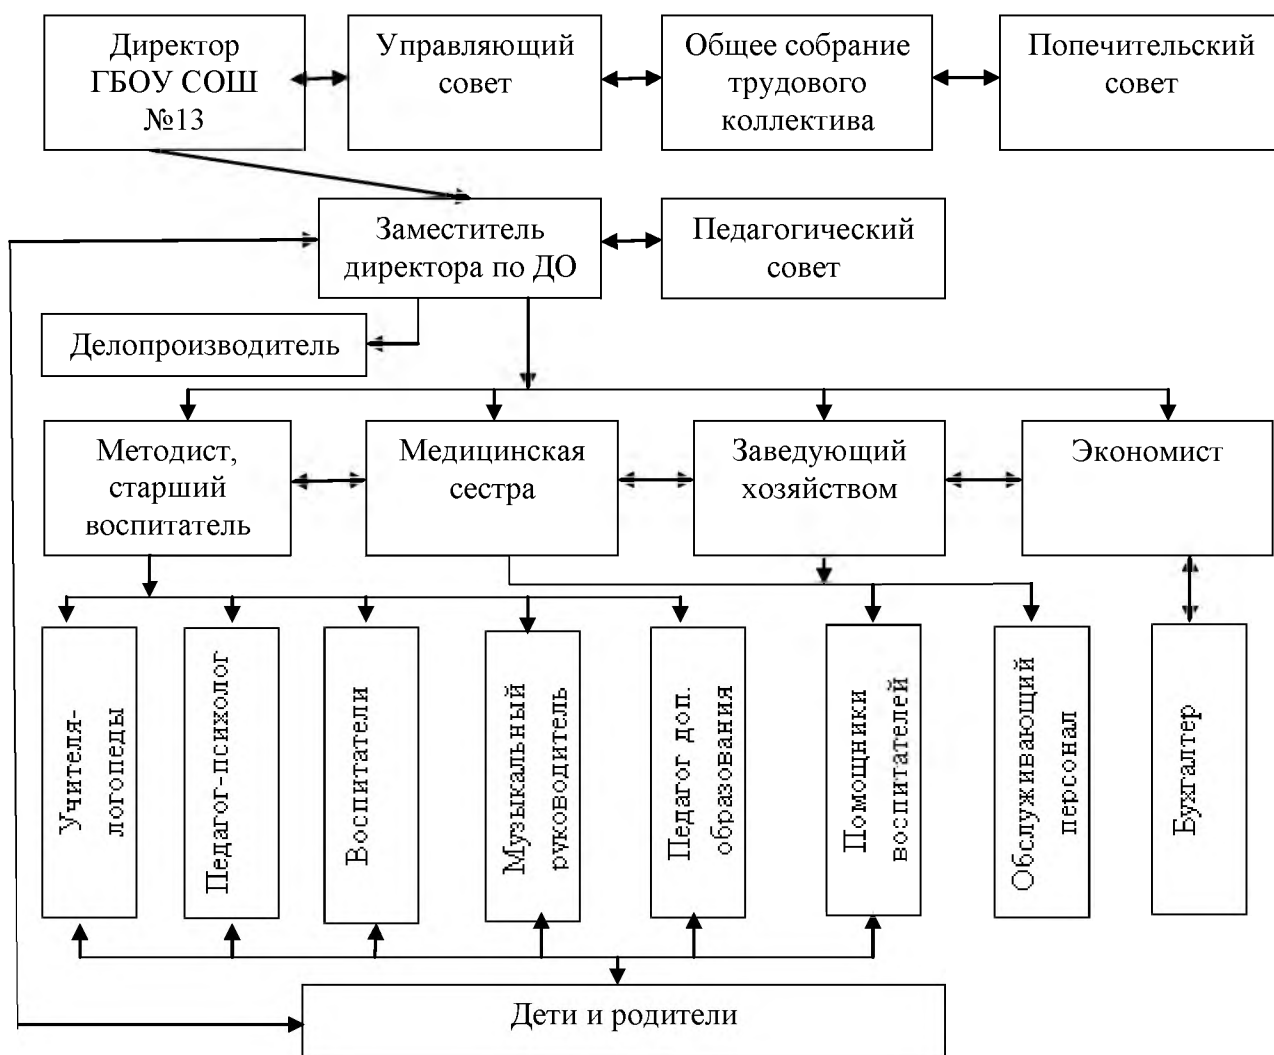 Директор
ГБОУ СОШ
№13
Управляющий
совет
Общее собрание
трудового
коллектива
Попечительский
совет
Заместитель
директора по ДО
Педагогический
совет
Делопроизводитель
Методист,
старший
воспитатель
Медицинская
сестра
Заведующий
хозяйством
Экономист
Учителя-
логопеды
Педагог-психолог
Воспитатели
Музыкальный
руководитель
Педагог доп.
образования
Помощники
воспитателей
Обслуживающий
персонал
Бухгалтер
Дети и родители